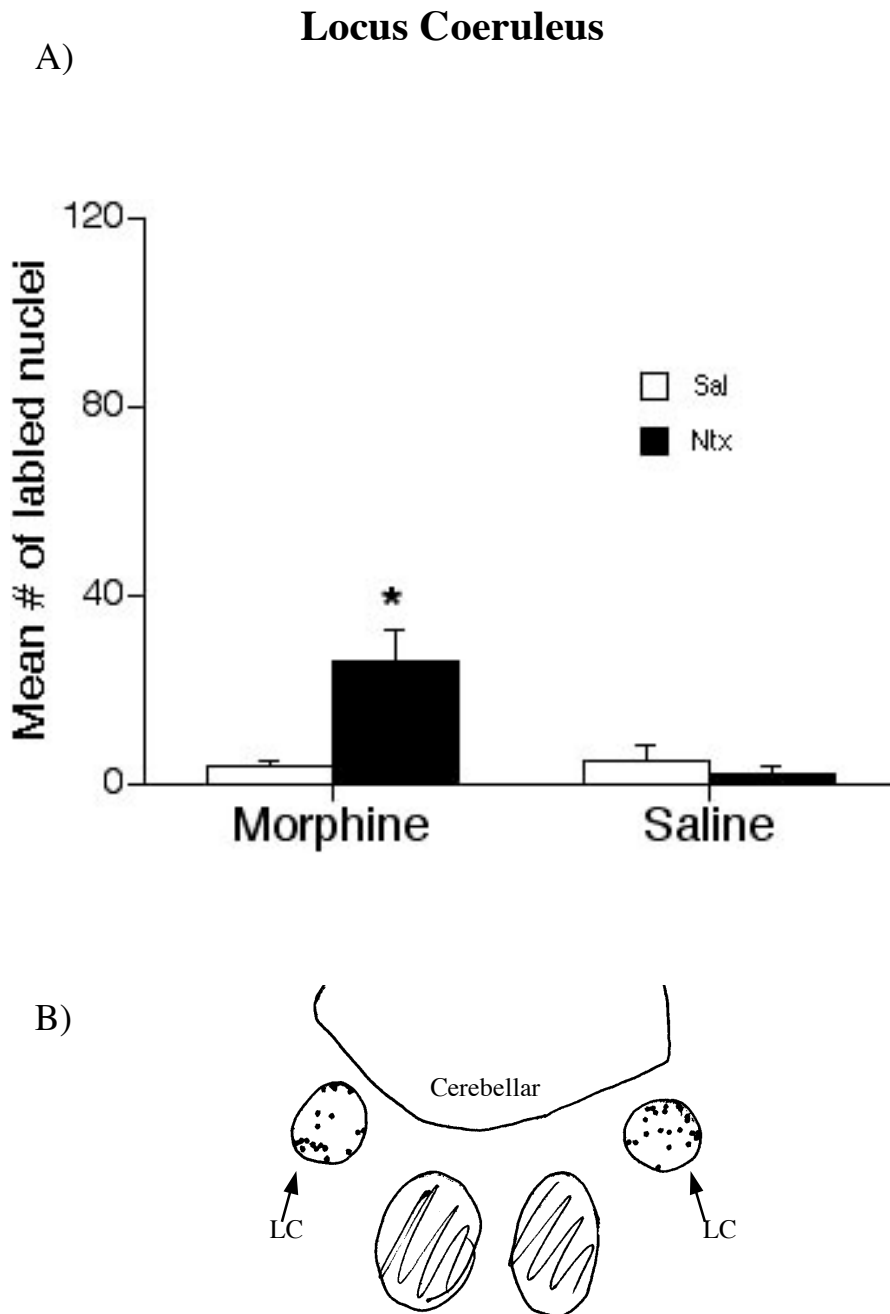 Locus Coeruleus
A)
Mean # of labled nuclei
120
80
40
0
Sal
Ntx
*
Morphine
Saline
B)
Cerebellar
LC
LC